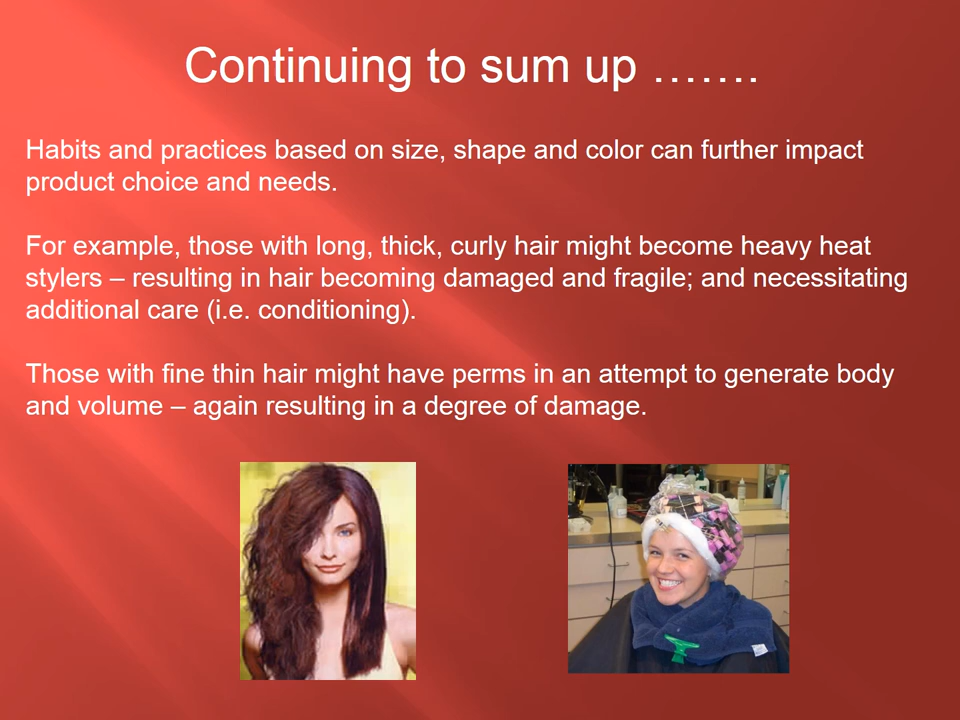 Continuing to sum up …….
Habits and practices based on size, shape and color can further impact
product choice and needs.
For example, those with long, thick, curly hair might become heavy heat
stylers – resulting in hair becoming damaged and fragile; and necessitating
additional care (i.e. conditioning).
Those with fine thin hair might have perms in an attempt to generate body
and volume – again resulting in a degree of damage.